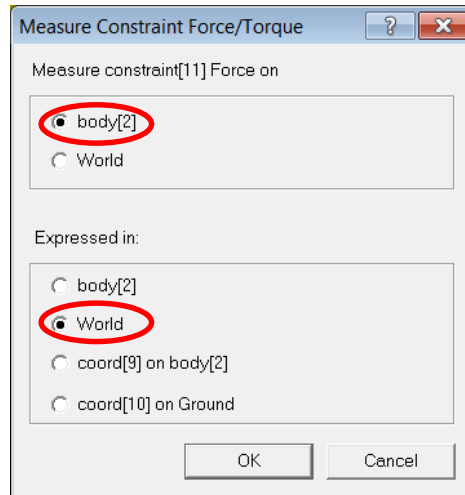 Measure Constraint Force/Torque
Measure constraint[11] Force on
body[2]
World
Expressed in:
body[2]
World
coord[9] on body[2]
coord[10] on Ground
OK Cancel